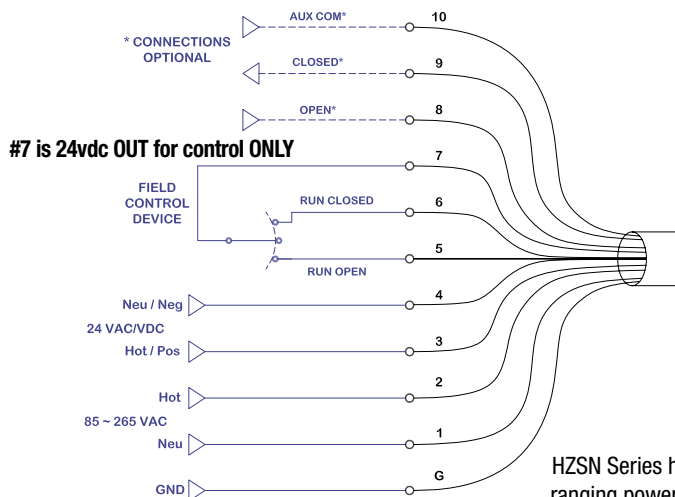 AUX COM* 10
* CONNECTIONS
OPTIONAL
CLOSED* 9
OPEN* 8
#7 is 24vdc OUT for control ONLY
7
FIELD
CONTROL
DEVICE
RUN CLOSED 6
5
RUN OPEN
Neu / Neg 4
24 VAC/VDC
Hot / Pos 3
Hot 2
85 ~ 265 VAC
Neu 1
GND G
HZSN Series
ranging power